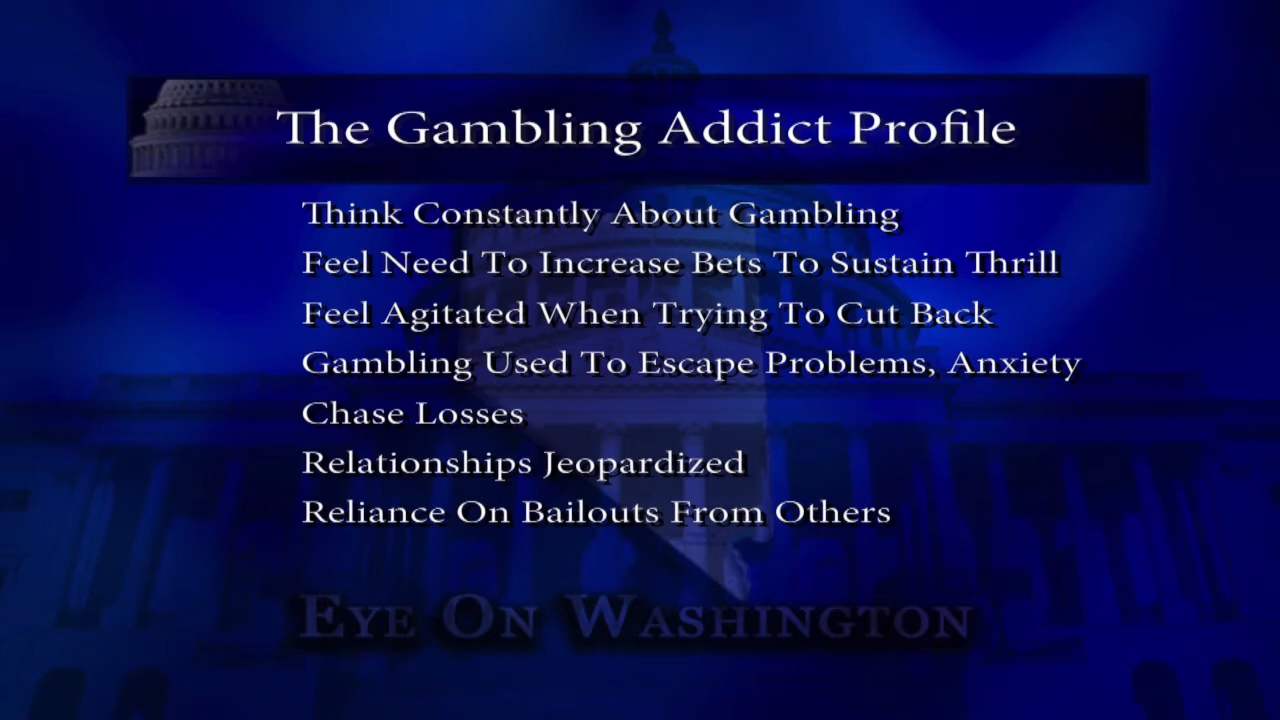 The Gambling Addict Profile
Think Constantly About Gambling
Feel Need To Increase Bets To Sustain Thrill
Feel Agitated When Trying To Cut Back
Gambling Used To Escape Problems, Anxiety
Chase Losses
Relationships Jeopardized
Reliance On Bailouts From Others
Eye On Washington